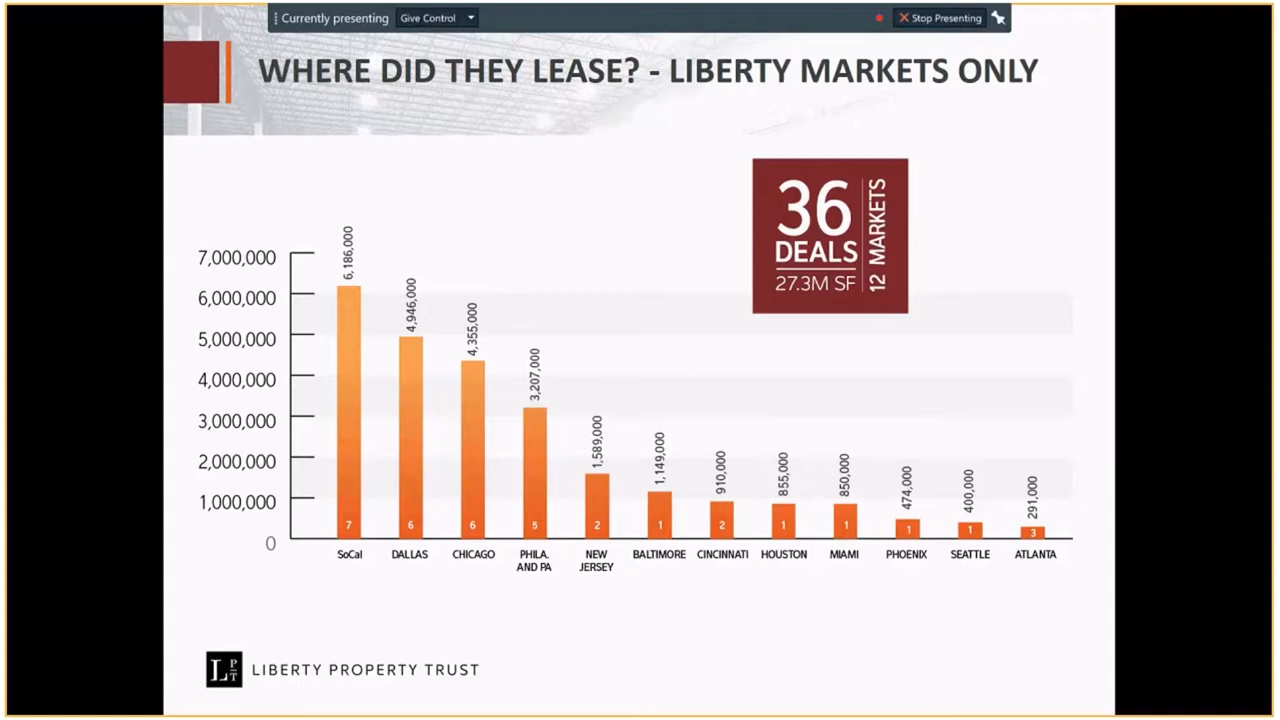 Currently presenting
Give Control
Stop Presenting
WHERE DID THEY LEASE? - LIBERTY MARKETS ONLY
36
DEALS
27.3M SF
12 MARKETS
7,000,000
6,000,000
5,000,000
4,000,000
3,000,000
2,000,000
1,000,000
0
6,186,000
4,946,000
4,355,000
3,207,000
1,589,000
1,149,000
910,000
855,000
850,000
474,000
400,000
291,000
7 6 6 5 2 1 2 1 1 1 1 3
SoCal DALLAS CHICAGO PHILA. NEW BALTIMORE CINCINNATI HOUSTON MIAMI PHOENIX SEATTLE ATLANTA
AND PA JERSEY
L P T LIBERTY PROPERTY TRUST